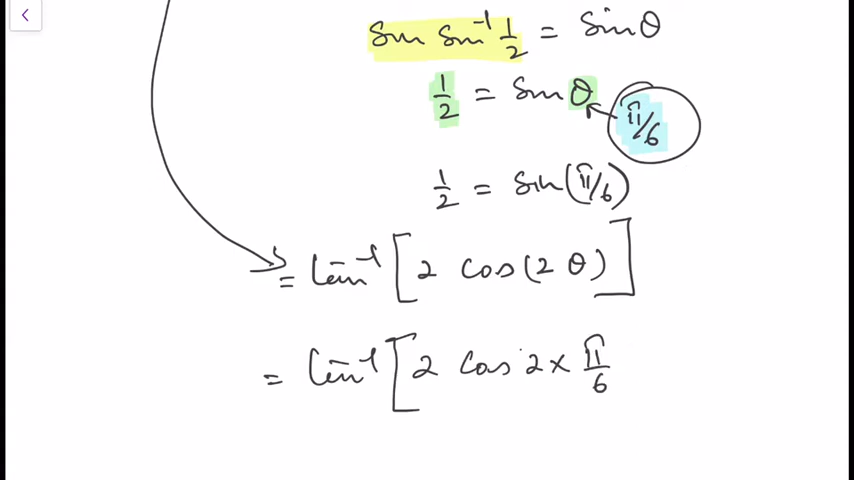 sin sin⁻¹ 1/2 = sin θ
1/2 = sin θ ← π/6
1/2 = sin(π/6)
= tan⁻¹ [ 2 cos(2 θ) ]
= tan⁻¹ [ 2 cos 2 × π/6